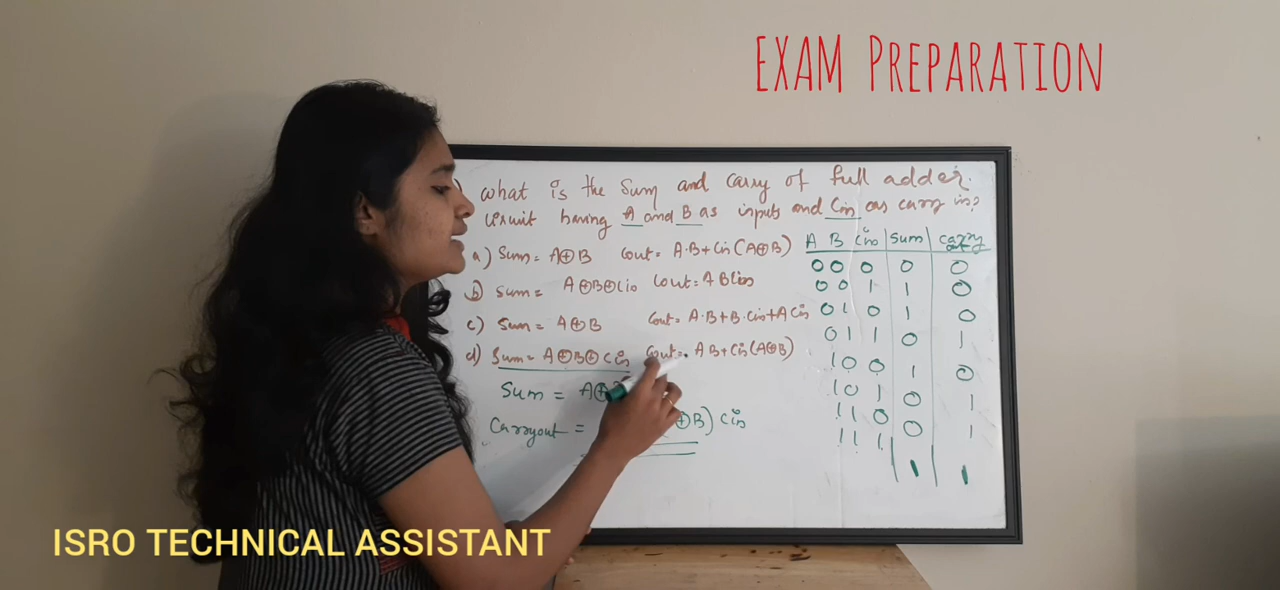 EXAM PREPARATION
) What is the Sum and Carry of full adder.
Circuit having A and B as inputs and Cin as carry in?
a) Sum = A⊕B Cout = A·B + Cin(A⊕B)
b) Sum = A⊕B⊕Cin Cout = A B Cin
c) Sum = A⊕B Cout = A·B + B·Cin + A Cin
d) Sum = A⊕B⊕Cin Cout = AB + Cin(A⊕B)
Sum = A⊕
Carryout = ⊕B) Cin
A B Cin Sum Carry
0 0 0 0 0
0 0 1 1 0
0 1 0 1 0
0 1 1 0 1
1 0 0 1 0
1 0 1 0 1
1 1 0 0 1
1 1 1 1 1
ISRO TECHNICAL ASSISTANT